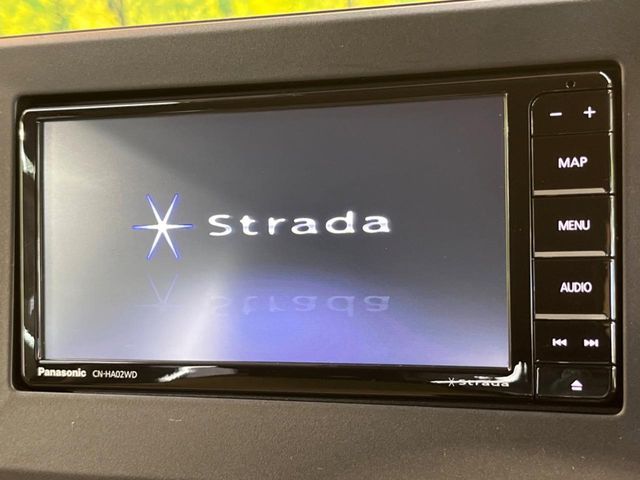 Strada
− +
MAP
MENU
AUDIO
Panasonic CN-HA02WD
Strada